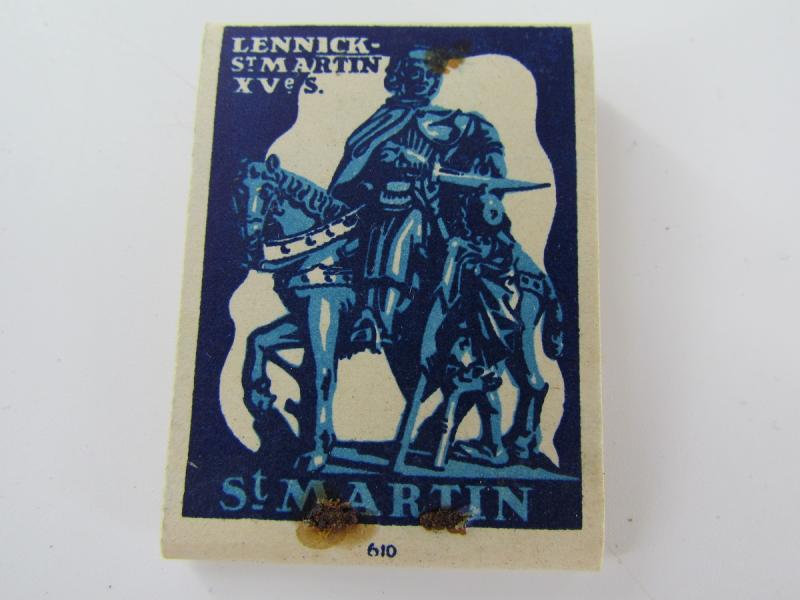 LENNICK-
St MARTIN
XVe S.
St MARTIN
610